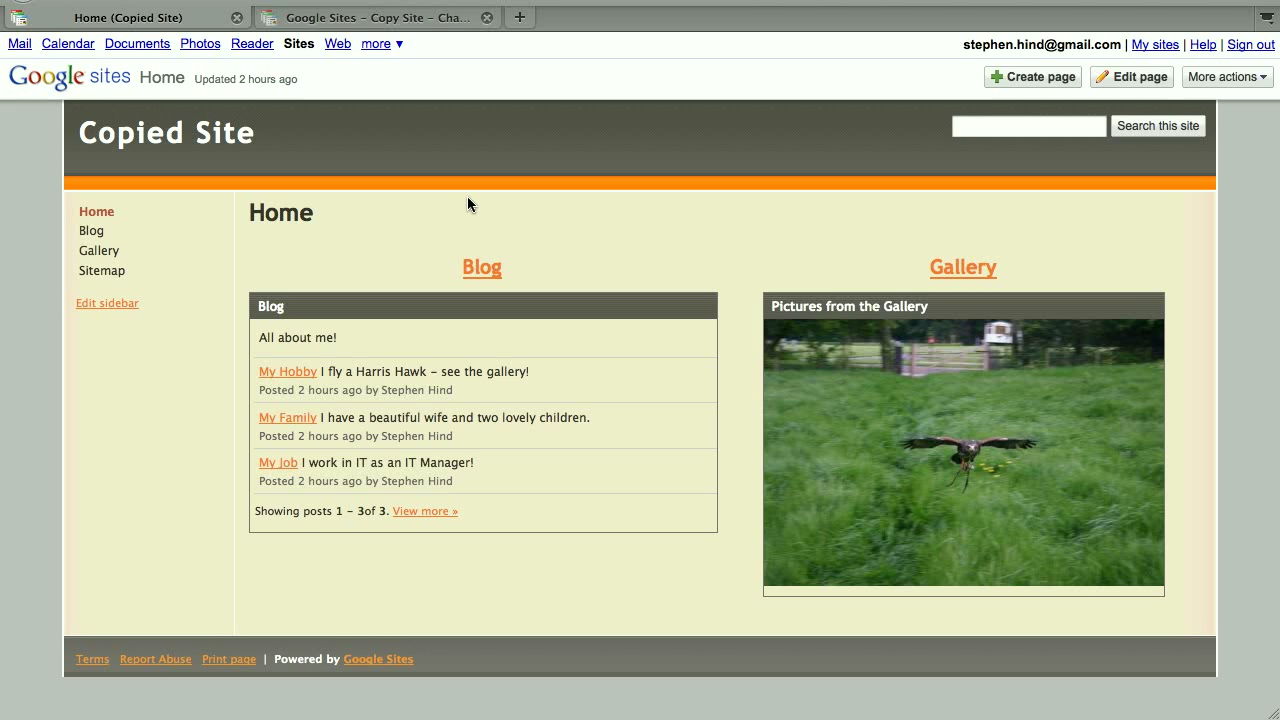 Home (Copied Site)
Google Sites – Copy Site – Cha...
Mail Calendar Documents Photos Reader Sites Web more ▼
stephen.hind@gmail.com | My sites | Help | Sign out
Google sites Home Updated 2 hours ago
Create page Edit page More actions
Copied Site
Search this site
Home
Blog
Gallery
Sitemap
Edit sidebar
Home
Blog
Blog
All about me!
My Hobby I fly a Harris Hawk – see the gallery!
Posted 2 hours ago by Stephen Hind
My Family I have a beautiful wife and two lovely children.
Posted 2 hours ago by Stephen Hind
My Job I work in IT as an IT Manager!
Posted 2 hours ago by Stephen Hind
Showing posts 1 – 3of 3. View more »
Gallery
Pictures from the Gallery
Terms Report Abuse Print page | Powered by Google Sites